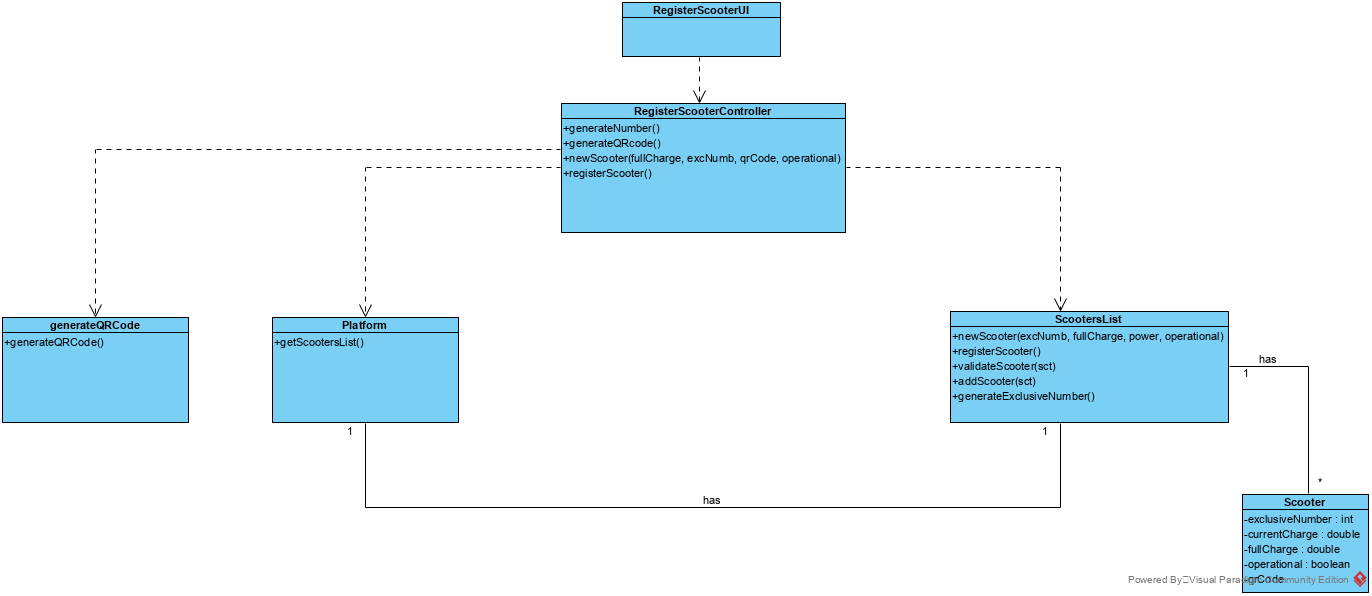 RegisterScooterUI
RegisterScooterController
+generateNumber()
+generateQRcode()
+newScooter(fullCharge, excNumb, qrCode, operational)
+registerScooter()
generateQRCode
+generateQRCode()
Platform
+getScootersList()
ScootersList
+newScooter(excNumb, fullCharge, power, operational)
+registerScooter()
+validateScooter(sct)
+addScooter(sct)
+generateExclusiveNumber()
has
1
1
1
has
*
Scooter
-exclusiveNumber : int
-currentCharge : double
-fullCharge : double
-operational : boolean
-qrCode
Powered By Visual Paradigm Community Edition